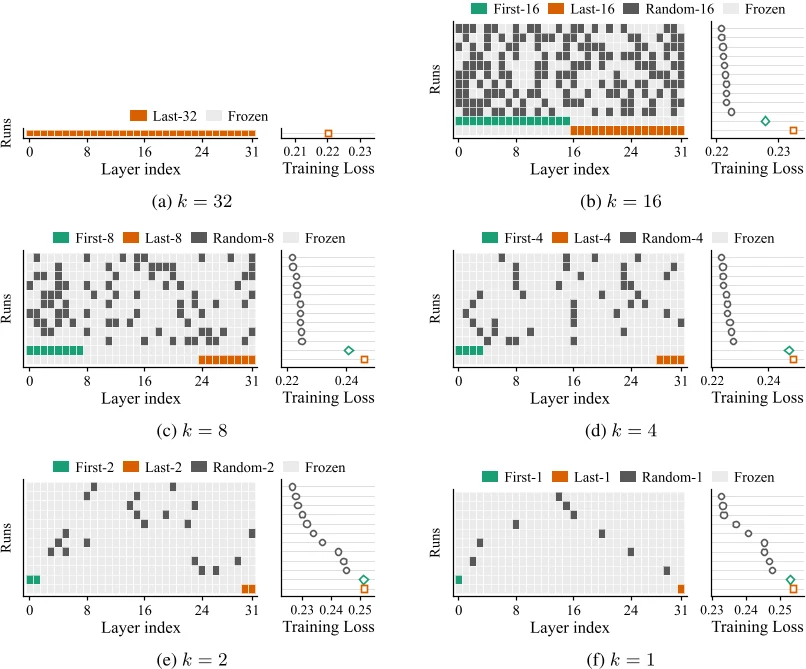 Last-32 Frozen
Runs
0 8 16 24 31
Layer index
0.21 0.22 0.23
Training Loss
(a) k = 32
First-16 Last-16 Random-16 Frozen
Runs
0 8 16 24 31
Layer index
0.22 0.23
Training Loss
(b) k = 16
First-8 Last-8 Random-8 Frozen
Runs
0 8 16 24 31
Layer index
0.22 0.24
Training Loss
(c) k = 8
First-4 Last-4 Random-4 Frozen
Runs
0 8 16 24 31
Layer index
0.22 0.24
Training Loss
(d) k = 4
First-2 Last-2 Random-2 Frozen
Runs
0 8 16 24 31
Layer index
0.23 0.24 0.25
Training Loss
(e) k = 2
First-1 Last-1 Random-1 Frozen
Runs
0 8 16 24 31
Layer index
0.23 0.24 0.25
Training Loss
(f) k = 1